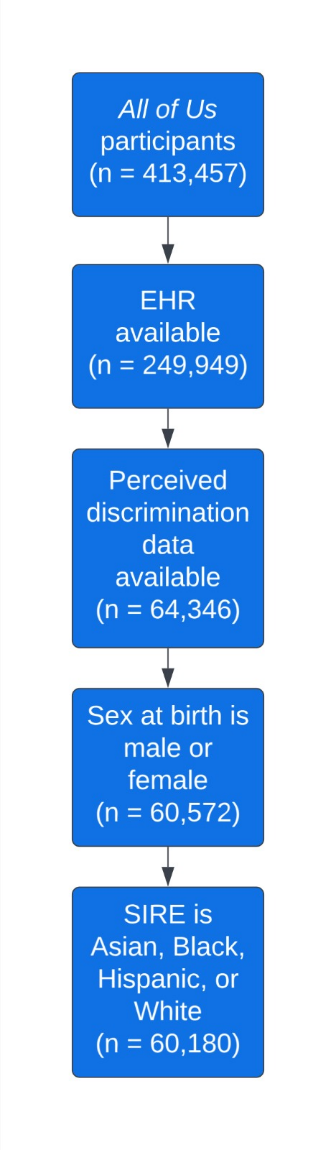 All of Us
participants
(n = 413,457)
EHR
available
(n = 249,949)
Perceived
discrimination
data
available
(n = 64,346)
Sex at birth is
male or
female
(n = 60,572)
SIRE is
Asian, Black,
Hispanic, or
White
(n = 60,180)